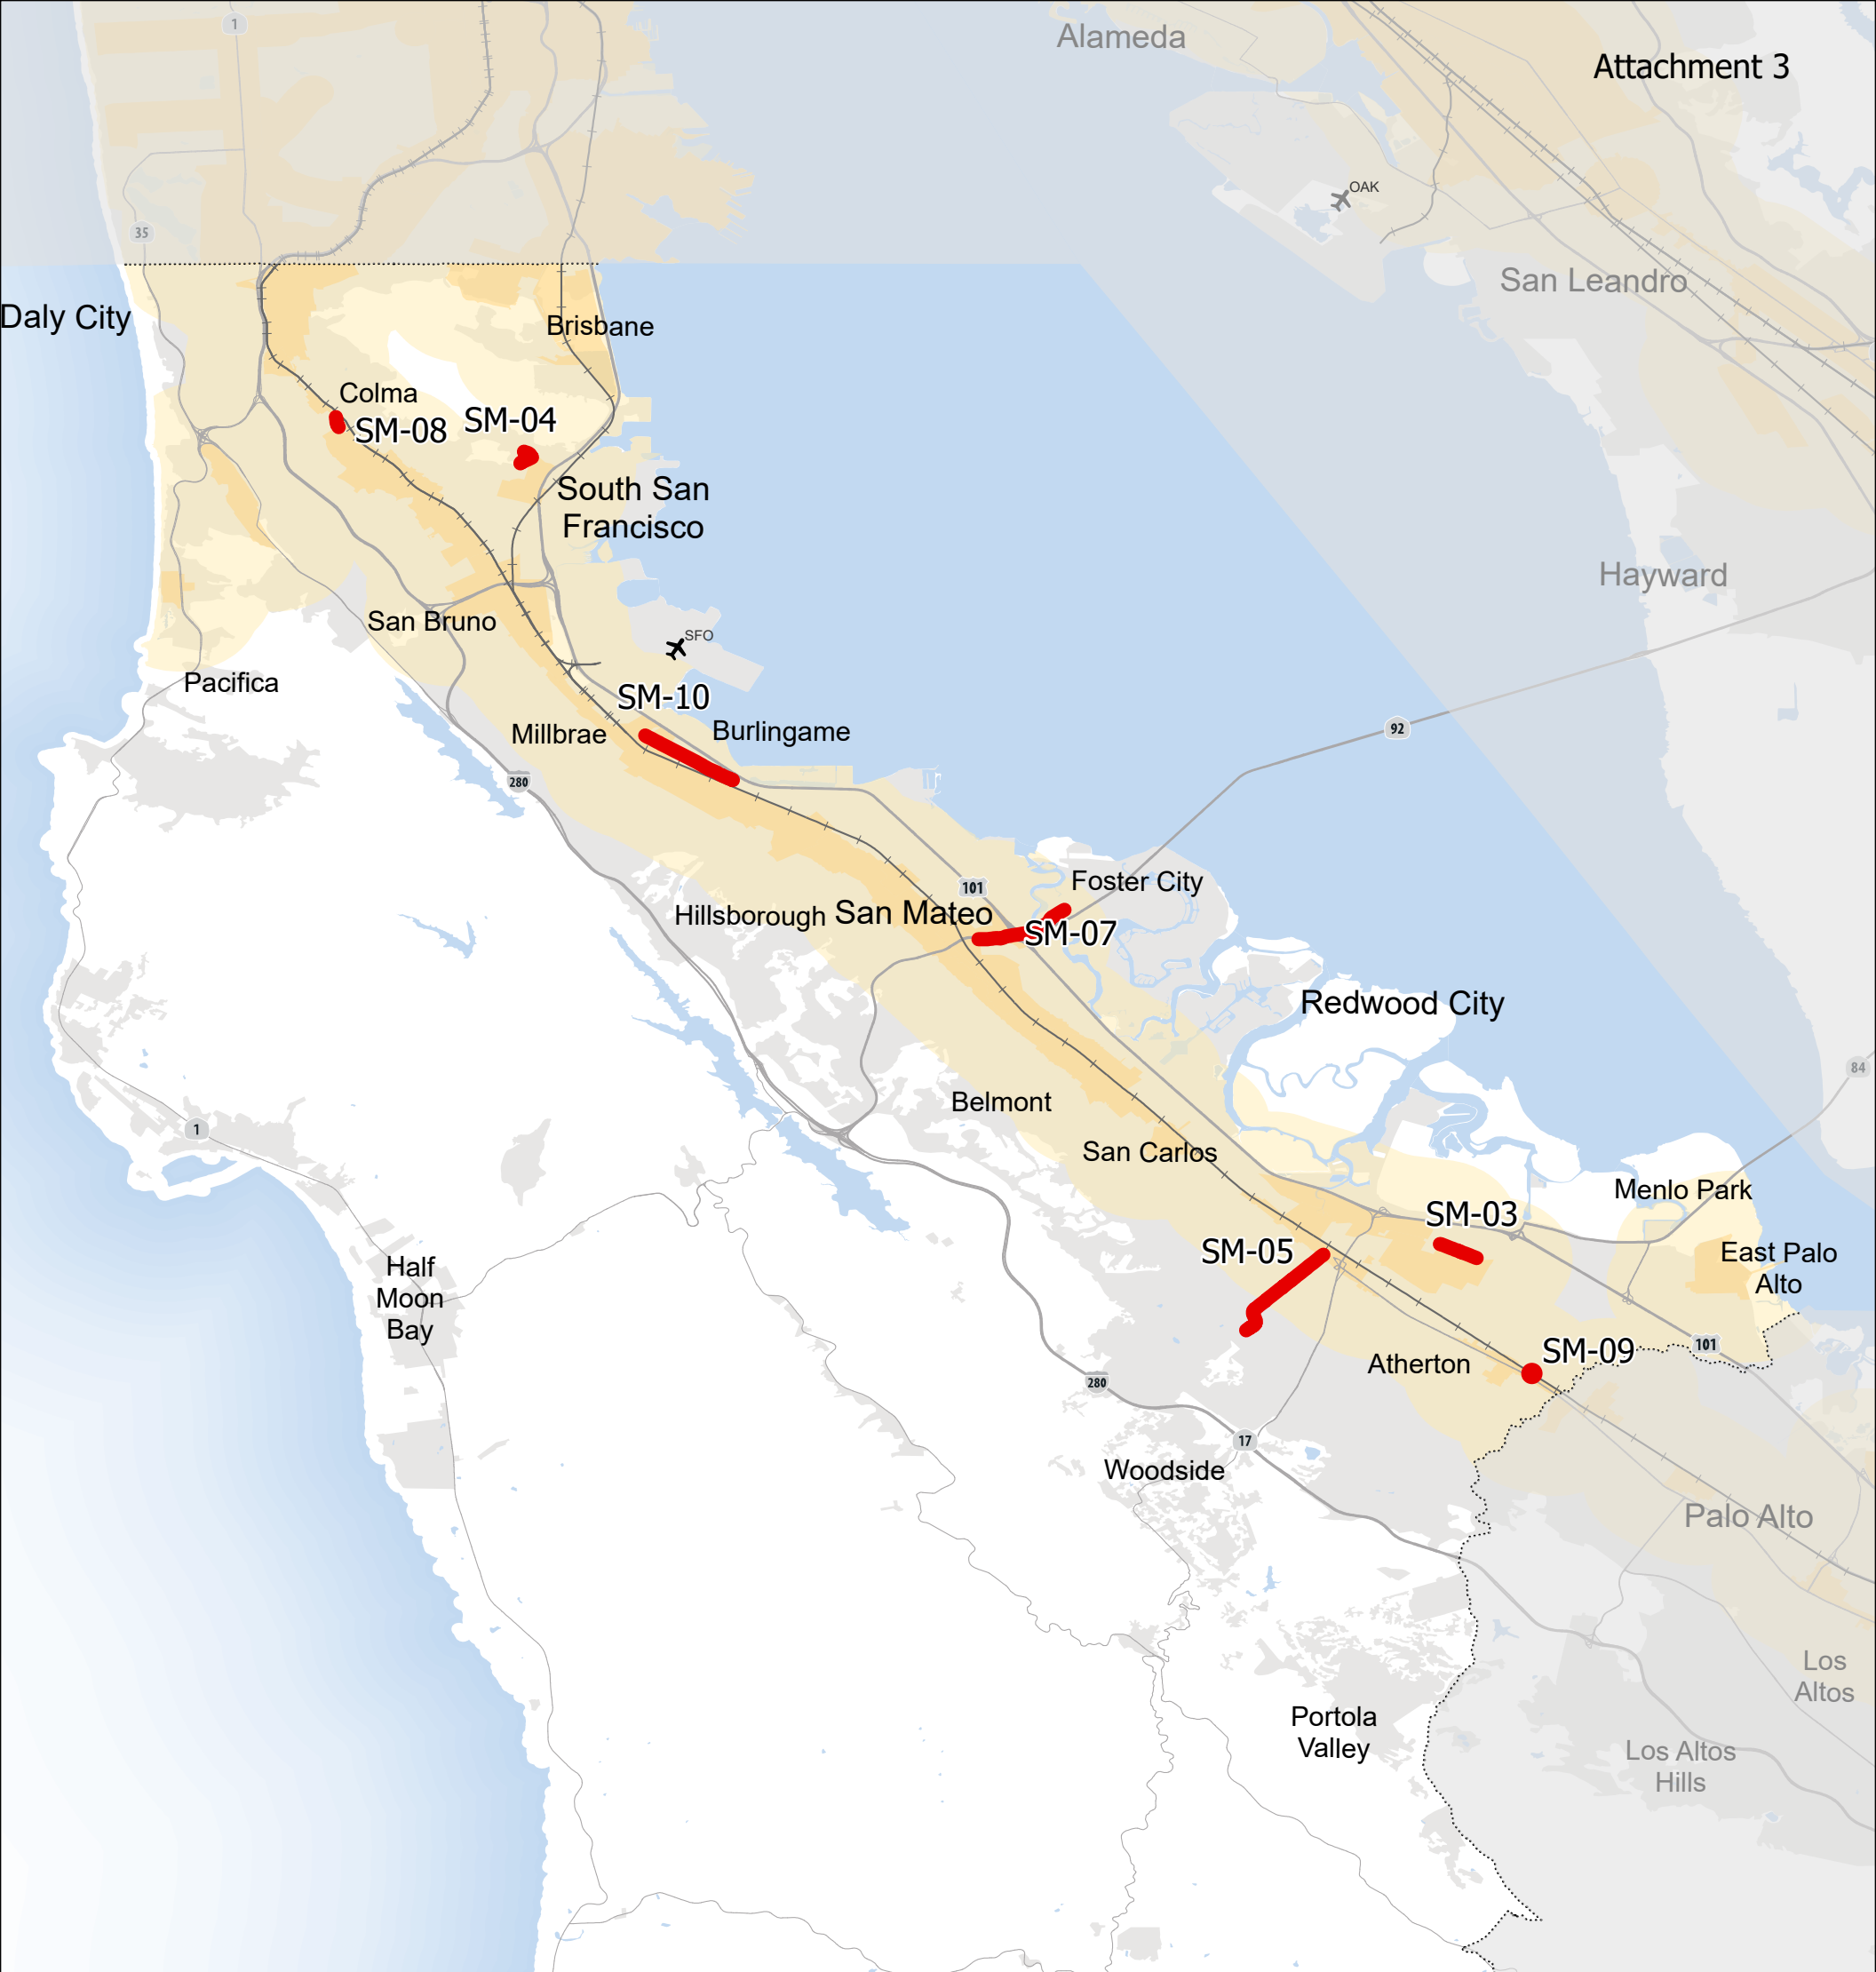 1
Alameda
Attachment 3
OAK
35
San Leandro
Daly City
Brisbane
Colma
SM-08
SM-04
South San
Francisco
Hayward
San Bruno
SFO
Pacifica
SM-10
Millbrae
Burlingame
92
280
101
Foster City
Hillsborough
San Mateo
SM-07
Redwood City
84
Belmont
1
San Carlos
Menlo Park
SM-03
SM-05
East Palo
Alto
Half
Moon
Bay
SM-09
101
Atherton
280
17
Woodside
Palo Alto
Los
Altos
Portola
Valley
Los Altos
Hills